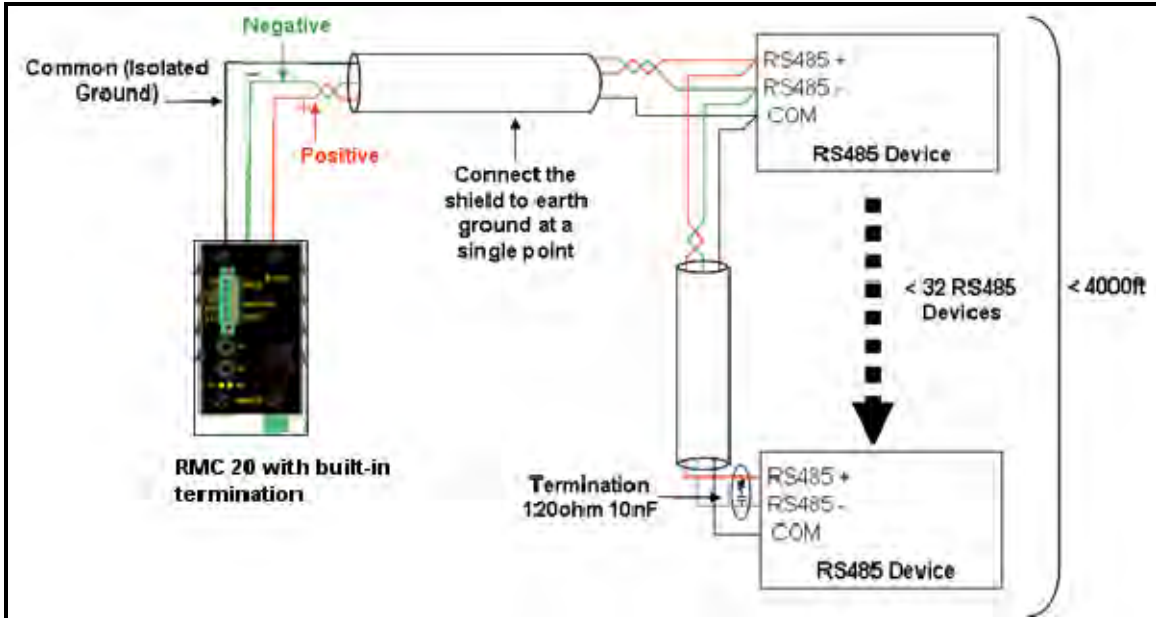 Negative
Common (Isolated
Ground)
−
+
Positive
Connect the
shield to earth
ground at a
single point
RS485 +
RS485 -
COM
RS485 Device
< 32 RS485
Devices
< 4000ft
RMC 20 with built-in
termination
Termination
120ohm 10nF
RS485 +
RS485 -
COM
RS485 Device